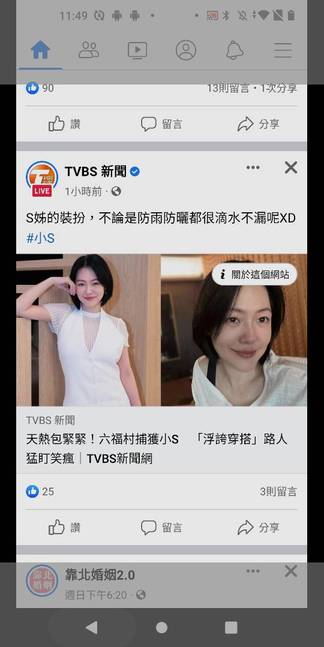 11:49
90
13則留言・1次分享
讚
留言
分享
TVBS 新聞
LIVE
1小時前・
S姊的裝扮，不論是防雨防曬都很滴水不漏呢XD
#小S
關於這個網站
TVBS 新聞
天熱包緊緊！六福村捕獲小S 「浮誇穿搭」路人
猛盯笑瘋｜TVBS新聞網
25
3則留言
讚
留言
分享
靠北
婚姻
靠北婚姻2.0
週日下午6:20・